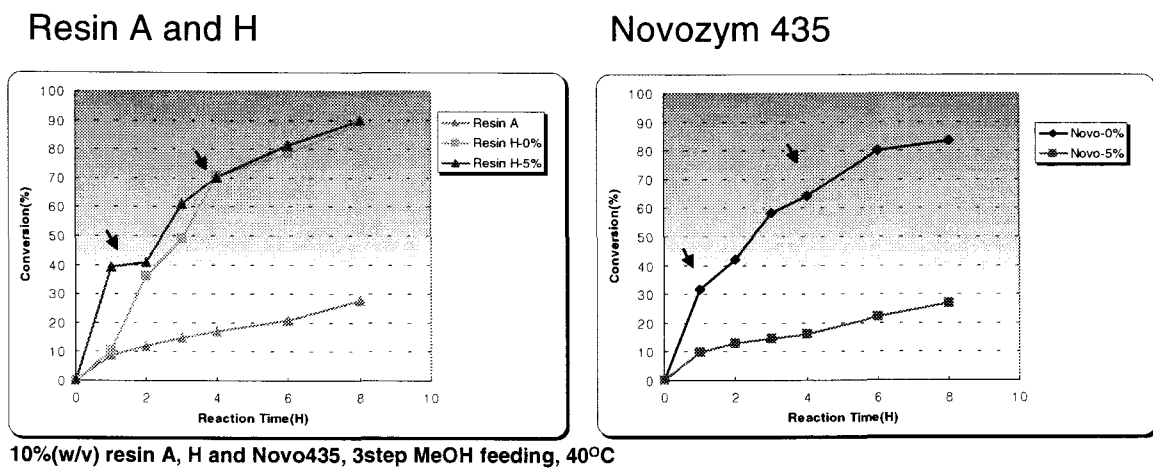 Resin A and H
Novozym 435
100
90
80
70
60
50
40
30
20
10
0
Conversion(%)
0 2 4 6 8 10
Reaction Time(H)
Resin A
Resin H-0%
Resin H-5%
100
90
80
70
60
50
40
30
20
10
0
Conversion(%)
0 2 4 6 8 10
Reaction Time(H)
Novo-0%
Novo-5%
10%(w/v) resin A, H and Novo435, 3step MeOH feeding, 40°C